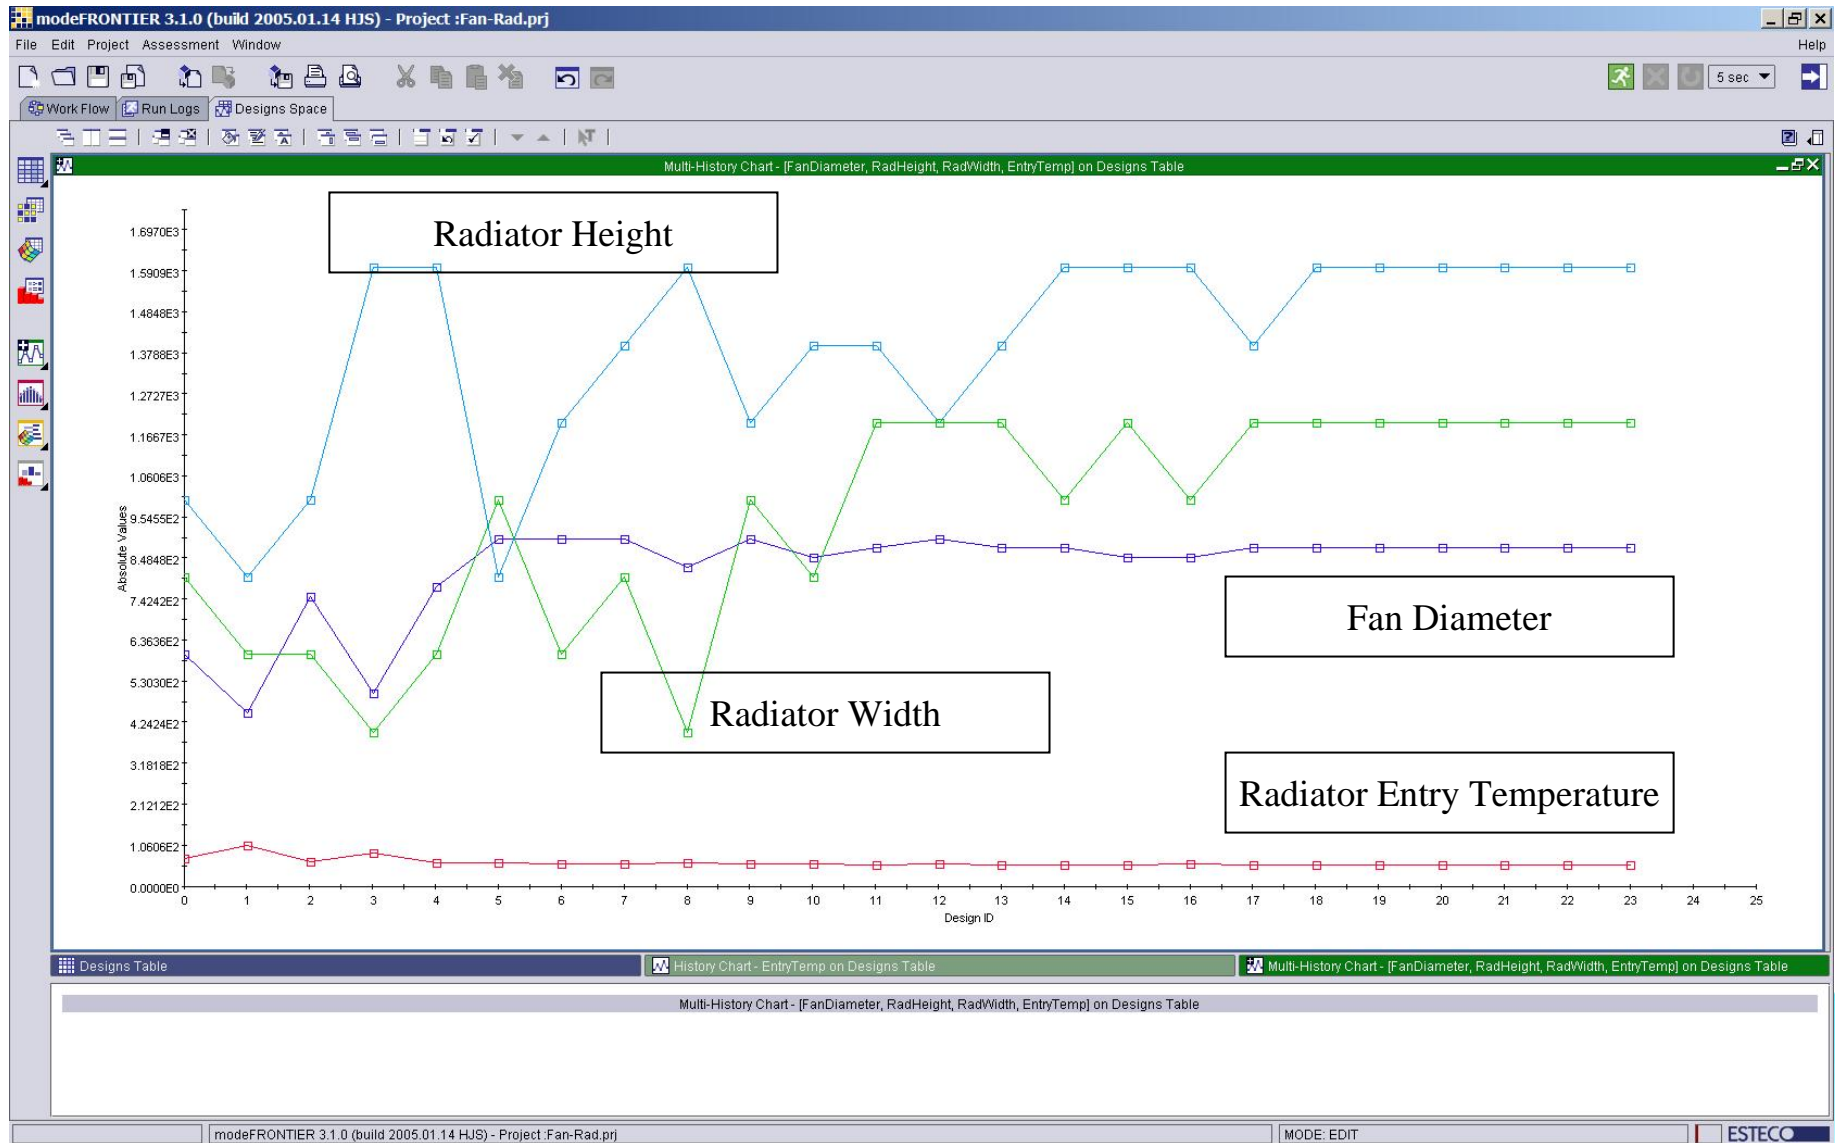 modeFRONTIER 3.1.0 (build 2005.01.14 HJS) - Project :Fan-Rad.prj
File Edit Project Assessment Window Help
5 sec
Work Flow Run Logs Designs Space
Multi-History Chart - [FanDiameter, RadHeight, RadWidth, EntryTemp] on Designs Table
Radiator Height
1.6970E3
1.5909E3
1.4848E3
1.3788E3
1.2727E3
1.1667E3
1.0606E3
9.5455E2
8.4848E2
7.4242E2
6.3636E2
5.3030E2
4.2424E2
3.1818E2
2.1212E2
1.0606E2
0.0000E0
Absolute Values
Fan Diameter
Radiator Width
Radiator Entry Temperature
0 1 2 3 4 5 6 7 8 9 10 11 12 13 14 15 16 17 18 19 20 21 22 23 24 25
Design ID
Designs Table
History Chart - EntryTemp on Designs Table
Multi-History Chart - [FanDiameter, RadHeight, RadWidth, EntryTemp] on Designs Table
Multi-History Chart - [FanDiameter, RadHeight, RadWidth, EntryTemp] on Designs Table
modeFRONTIER 3.1.0 (build 2005.01.14 HJS) - Project :Fan-Rad.prj
MODE: EDIT
ESTECO